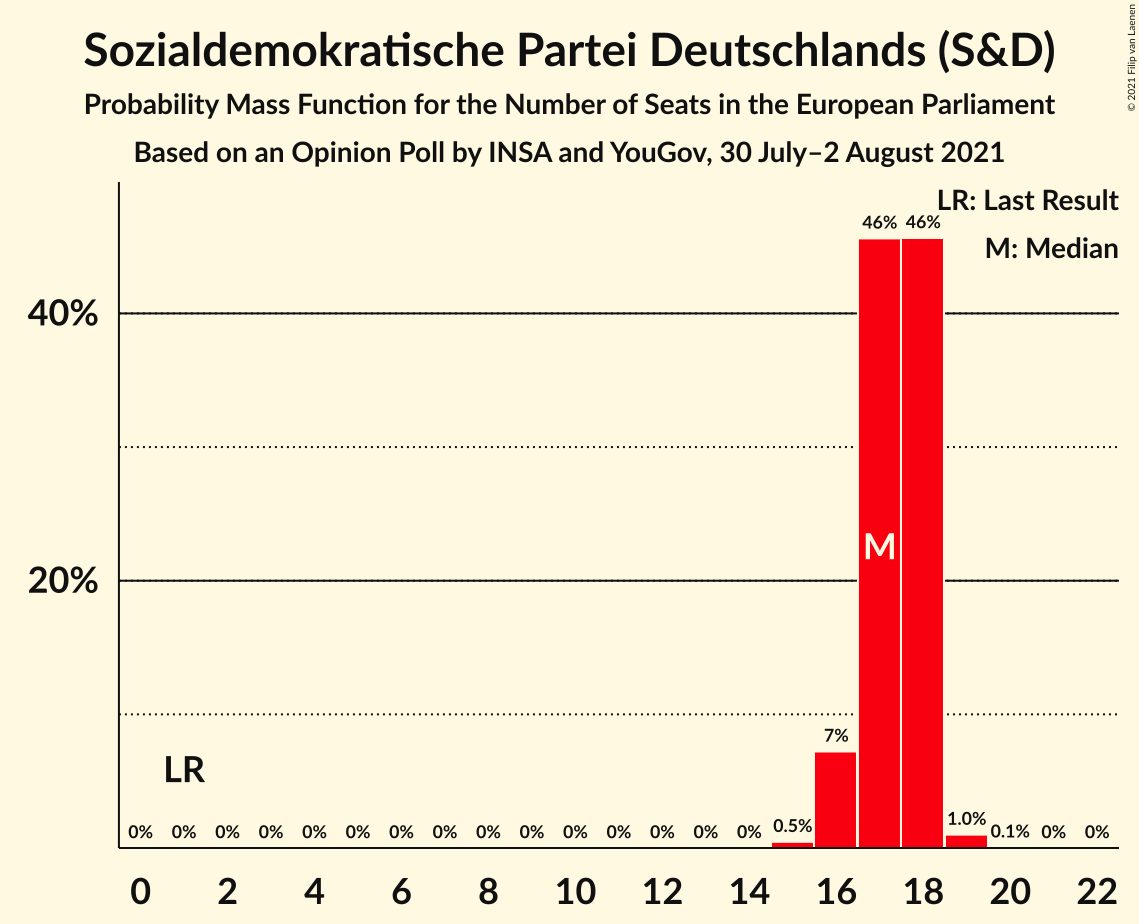 Sozialdemokratische Partei Deutschlands (S&D)
Probability Mass Function for the Number of Seats in the European Parliament
Based on an Opinion Poll by INSA and YouGov, 30 July–2 August 2021
© 2021 Filip van Laenen
LR: Last Result
M: Median
46% 46%
40%
M
20%
7%
LR
0% 0% 0% 0% 0% 0% 0% 0% 0% 0% 0% 0% 0% 0% 0% 0.5% 1.0% 0.1% 0% 0%
0 2 4 6 8 10 12 14 16 18 20 22